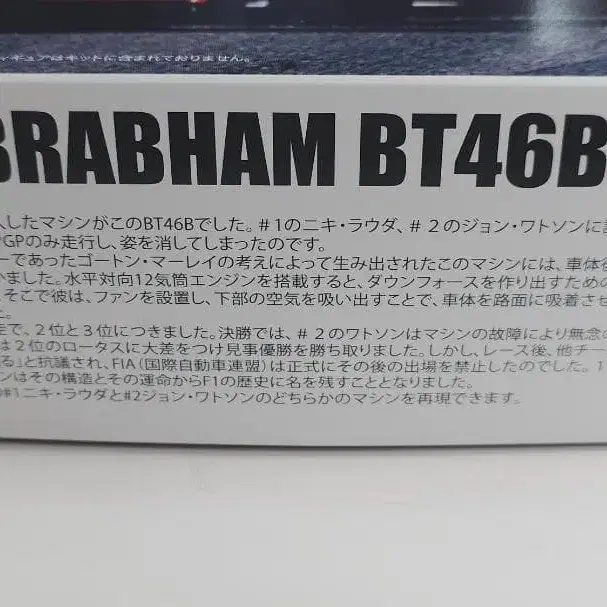 ィギュアはキットに含まれておりません。
BRABHAM BT46B
入したマシンがこのBT46Bでした。#1のニキ・ラウダ、#2のジョン・ワトソンに
GPのみ走行し、姿を消してしまったのです。
ーであったゴートン・マーレイの考えによって生み出されたこのマシンには、車体後
いました。水平対向12気筒エンジンを搭載すると、ダウンフォースを作り出すための
そこで彼は、ファンを設置し、下部の空気を吸い出すことで、車体を路面に吸着させ
た。
走で、2位と3位につきました。決勝では、#2のワトソンはマシンの故障により無念の
は2位のロータスに大差をつけ見事優勝を勝ち取りました。しかし、レース後、他チー
る」と抗議され、FIA(国際自動車連盟)は正式にその後の出場を禁止したのでした。1
ンはその構造とその運命からF1の歴史に名を残すこととなりました。
#1ニキ・ラウダと#2ジョン・ワトソンのどちらかのマシンを再現できます。